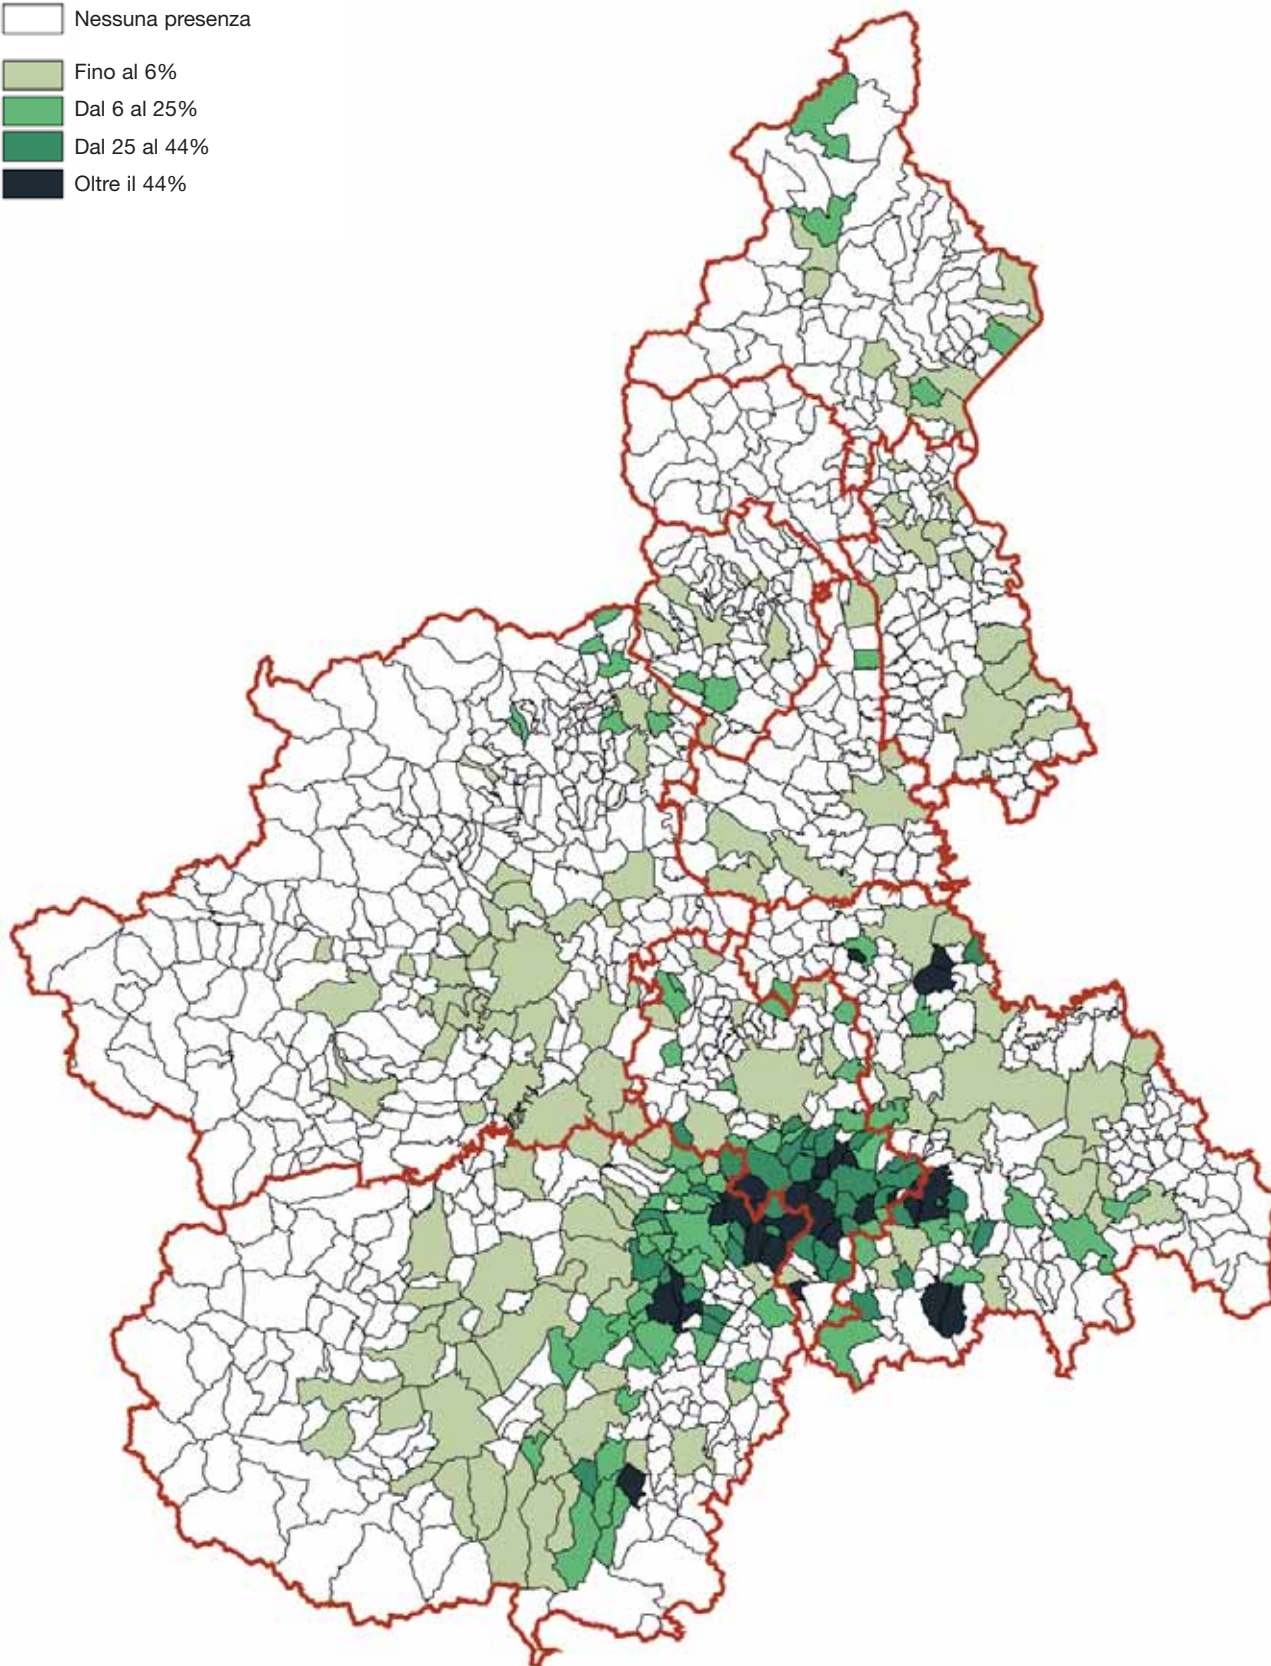 Nessuna presenza
Fino al 6%
Dal 6 al 25%
Dal 25 al 44%
Oltre il 44%